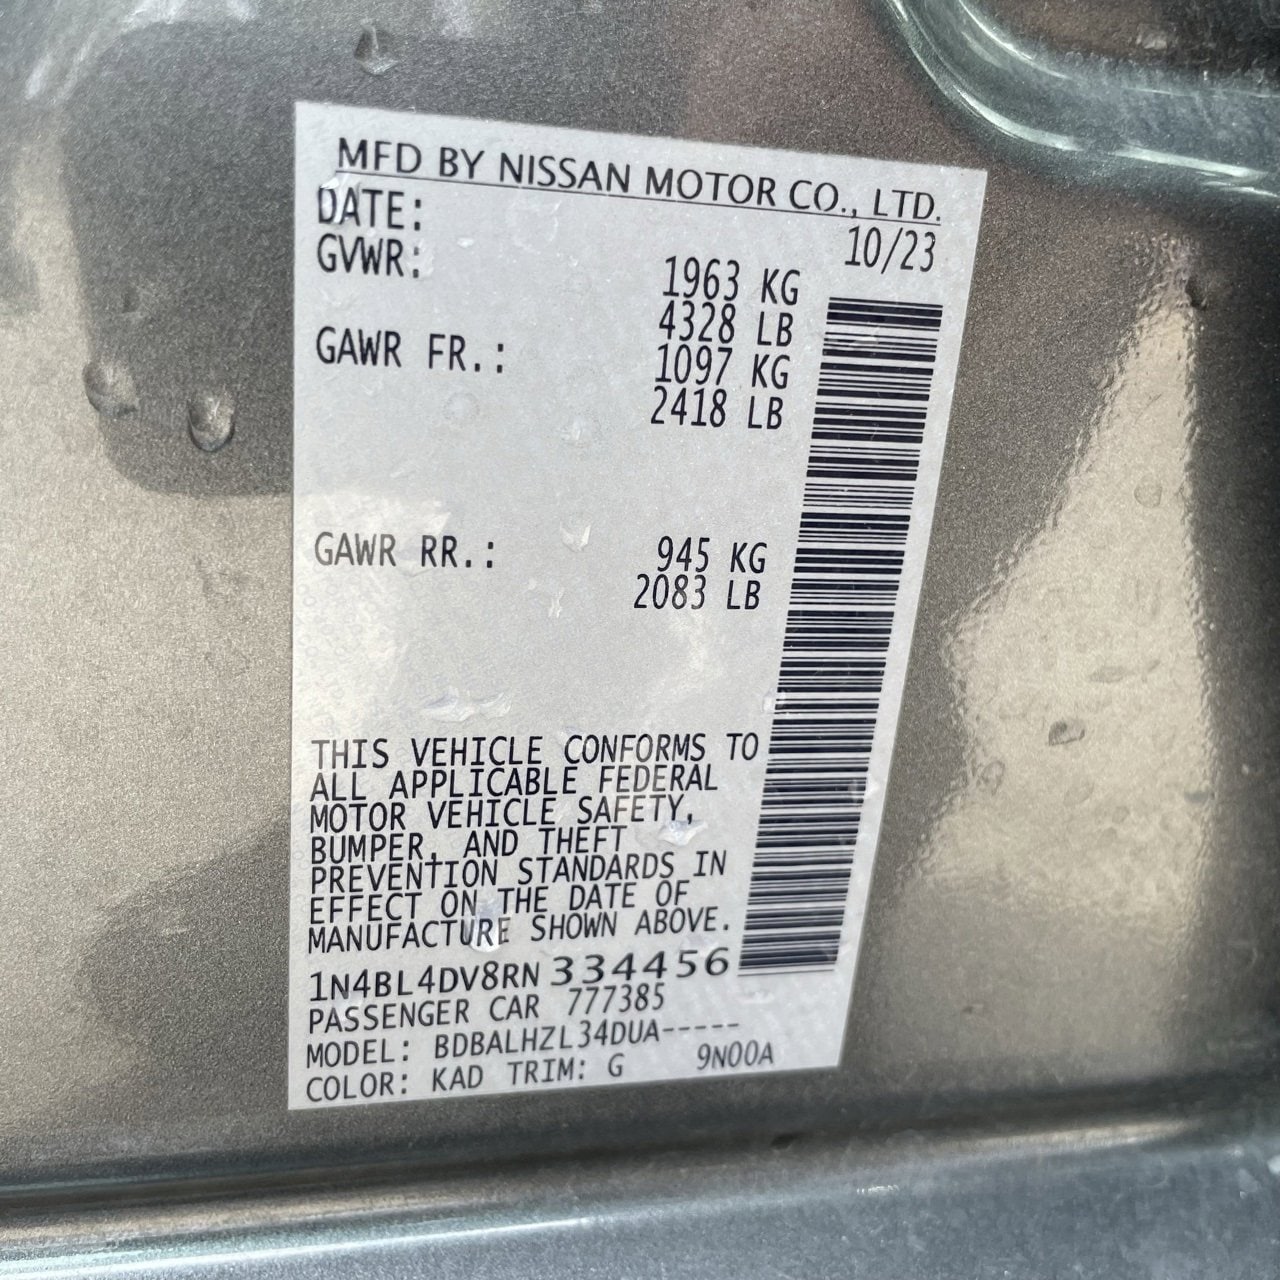 MFD BY NISSAN MOTOR CO., LTD.
DATE: 10/23
GVWR: 1963 KG
4328 LB
GAWR FR.: 1097 KG
2418 LB
GAWR RR.: 945 KG
2083 LB
THIS VEHICLE CONFORMS TO
ALL APPLICABLE FEDERAL
MOTOR VEHICLE SAFETY,
BUMPER, AND THEFT
PREVENTION STANDARDS IN
EFFECT ON THE DATE OF
MANUFACTURE SHOWN ABOVE.
1N4BL4DV8RN334456
PASSENGER CAR 777385
MODEL: BDBALHZL34DUA-----
COLOR: KAD TRIM: G 9N00A